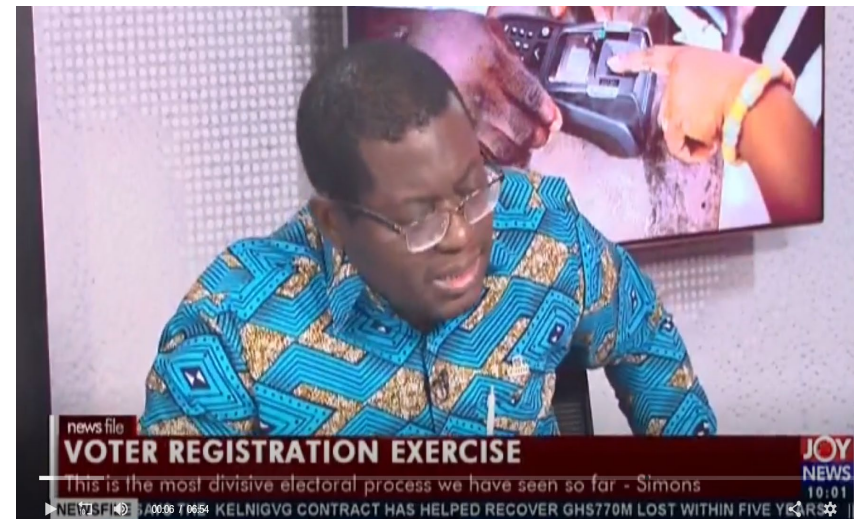 news file
VOTER REGISTRATION EXERCISE
This is the most divisive electoral process we have seen so far - Simons
JOY
NEWS
10:01
00:06 / 06:54
KELNIGVG CONTRACT HAS HELPED RECOVER GHS770M LOST WITHIN FIVE YEARS